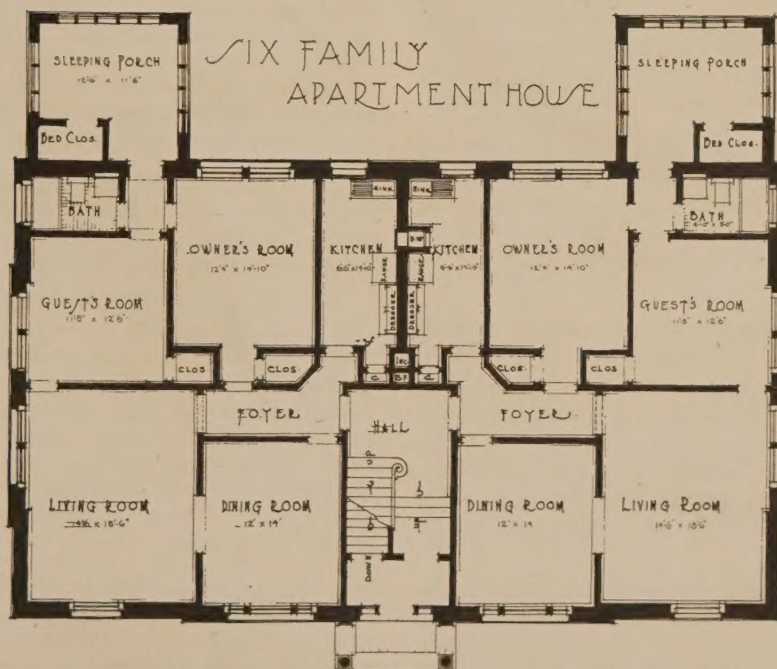 SIX FAMILY
APARTMENT HOUSE
SLEEPING PORCH
12'6" x 11'6"
BED CLOS.
BATH
OWNER'S ROOM
12'4" x 14'10"
KITCHEN
SINK
RANGE
DRESSER
GUEST'S ROOM
11'8" x 12'6"
CLOS
CLOS.
FOYER
LIVING ROOM
x 18'6"
DINING ROOM
12' x 14'
HALL
UP
DOWN
SLEEPING PORCH
BED CLOS.
BATH
OWNER'S ROOM
12'4" x 14'10"
KITCHEN
SINK
RANGE
DRESSER
GUEST'S ROOM
11'8" x 12'6"
CLOS.
CLOS
FOYER.
DINING ROOM
12' x 14'
LIVING ROOM
14'6" x 18'6"